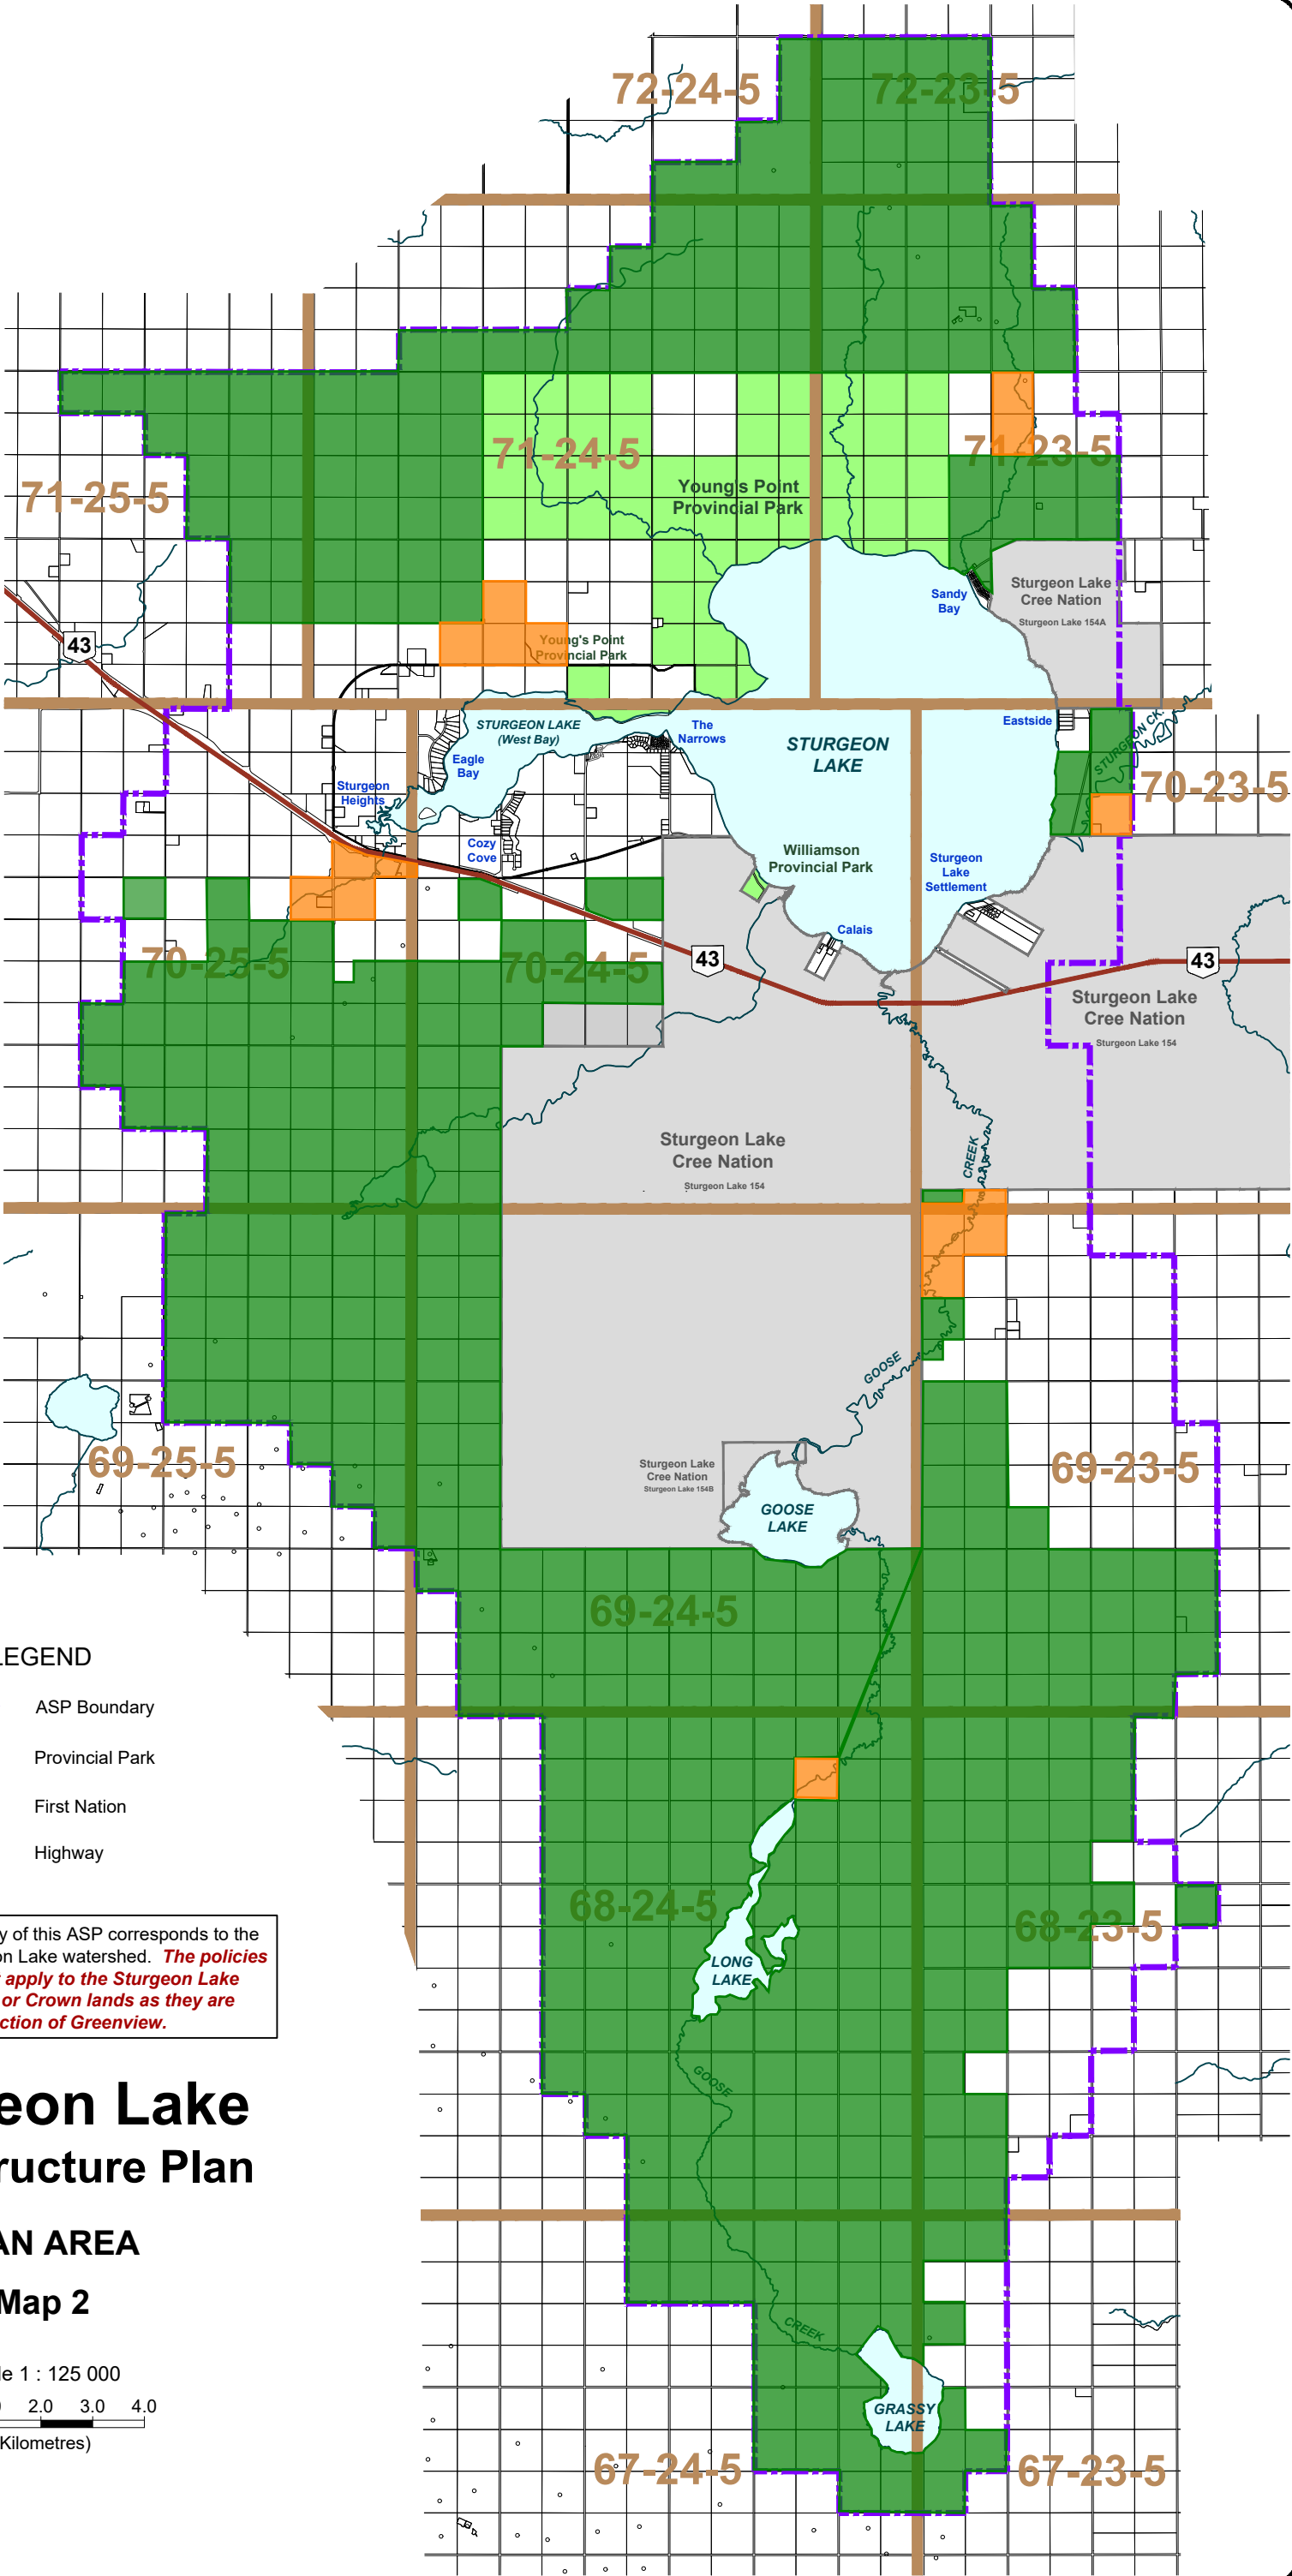 72-24-5
72-23-5
71-24-5
71-23-5
71-25-5
Young's Point
Provincial Park
Sandy
Bay
Sturgeon Lake
Cree Nation
Sturgeon Lake 154A
43
Young's Point
Provincial Park
STURGEON LAKE
(West Bay)
The
Narrows
Eastside
STURGEON
LAKE
STURGEON CK.
Eagle
Bay
Sturgeon
Heights
70-23-5
Cozy
Cove
Williamson
Provincial Park
Sturgeon
Lake
Settlement
Calais
70-25-5
70-24-5
43
43
Sturgeon Lake
Cree Nation
Sturgeon Lake 154
Sturgeon Lake
Cree Nation
Sturgeon Lake 154
CREEK
GOOSE
69-25-5
Sturgeon Lake
Cree Nation
Sturgeon Lake 154B
69-23-5
GOOSE
LAKE
69-24-5
LEGEND
ASP Boundary
Provincial Park
First Nation
Highway
68-24-5
68-23-5
y of this ASP corresponds to the
on Lake watershed. The policies
apply to the Sturgeon Lake
or Crown lands as they are
ction of Greenview.
LONG
LAKE
GOOSE
eon Lake
ructure Plan
AN AREA
Map 2
le 1 : 125 000
2.0 3.0 4.0
Kilometres)
CREEK
GRASSY
LAKE
67-24-5
67-23-5